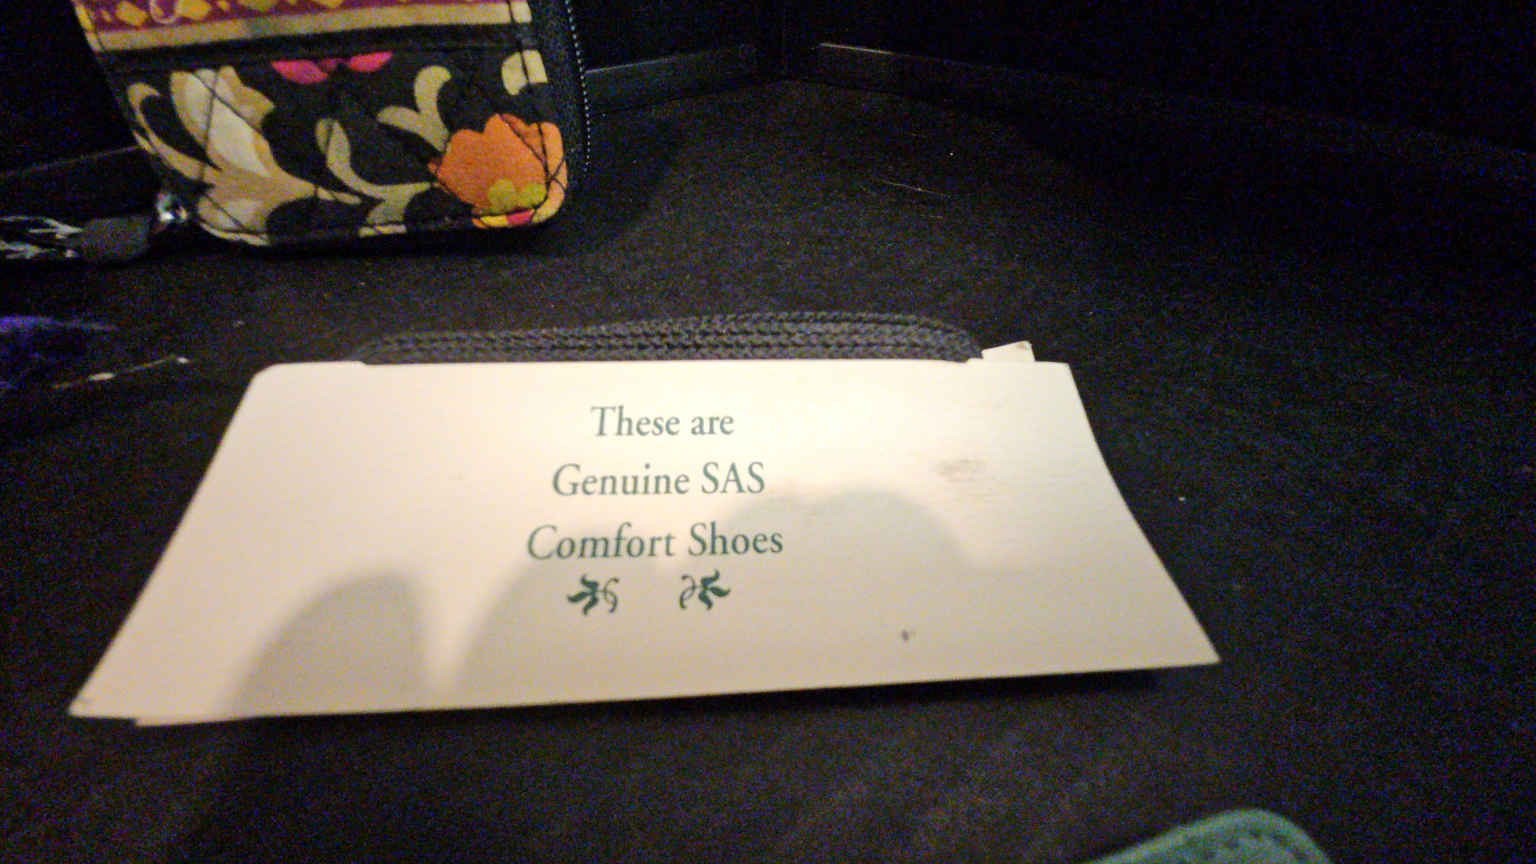 These are
Genuine SAS
Comfort Shoes